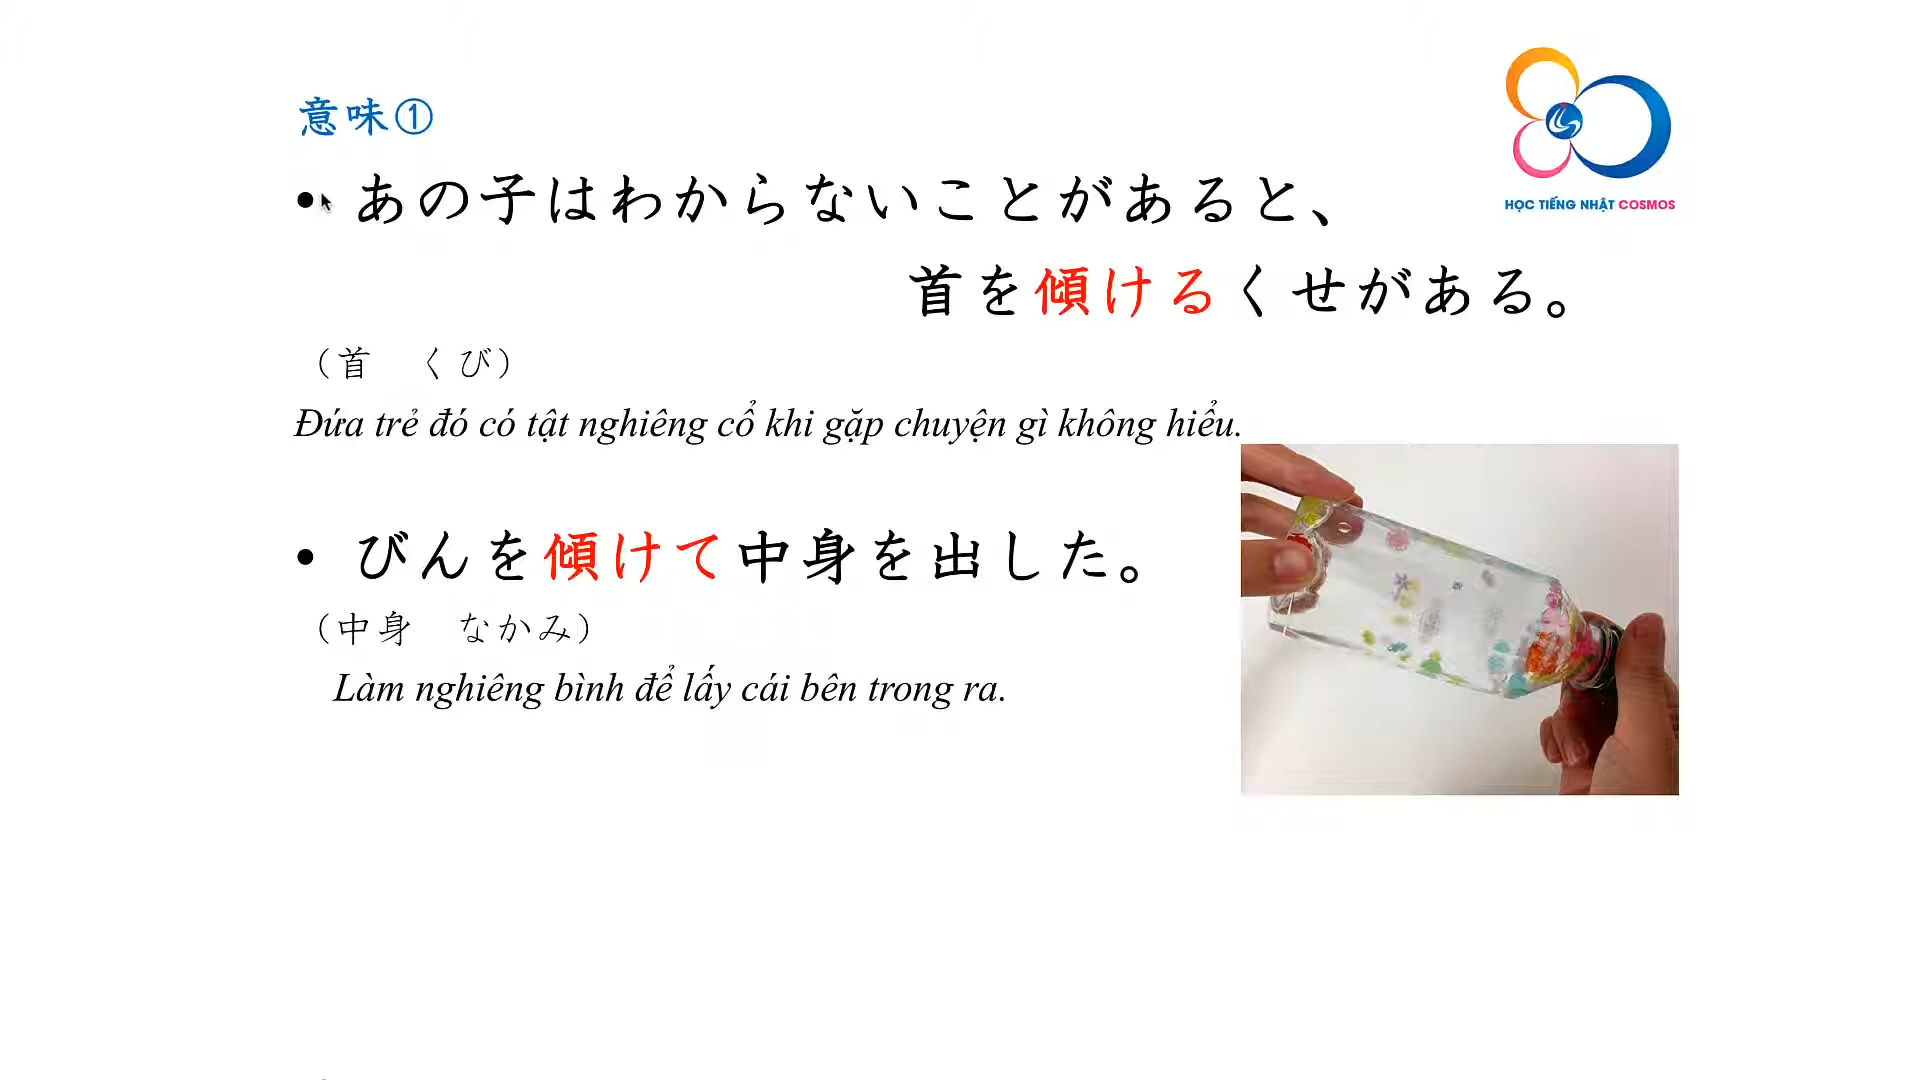 意味①
HỌC TIẾNG NHẬT COSMOS
• あの子はわからないことがあると、
首を傾けるくせがある。
（首　くび）
Đứa trẻ đó có tật nghiêng cổ khi gặp chuyện gì không hiểu.
• びんを傾けて中身を出した。
（中身　なかみ）
Làm nghiêng bình để lấy cái bên trong ra.